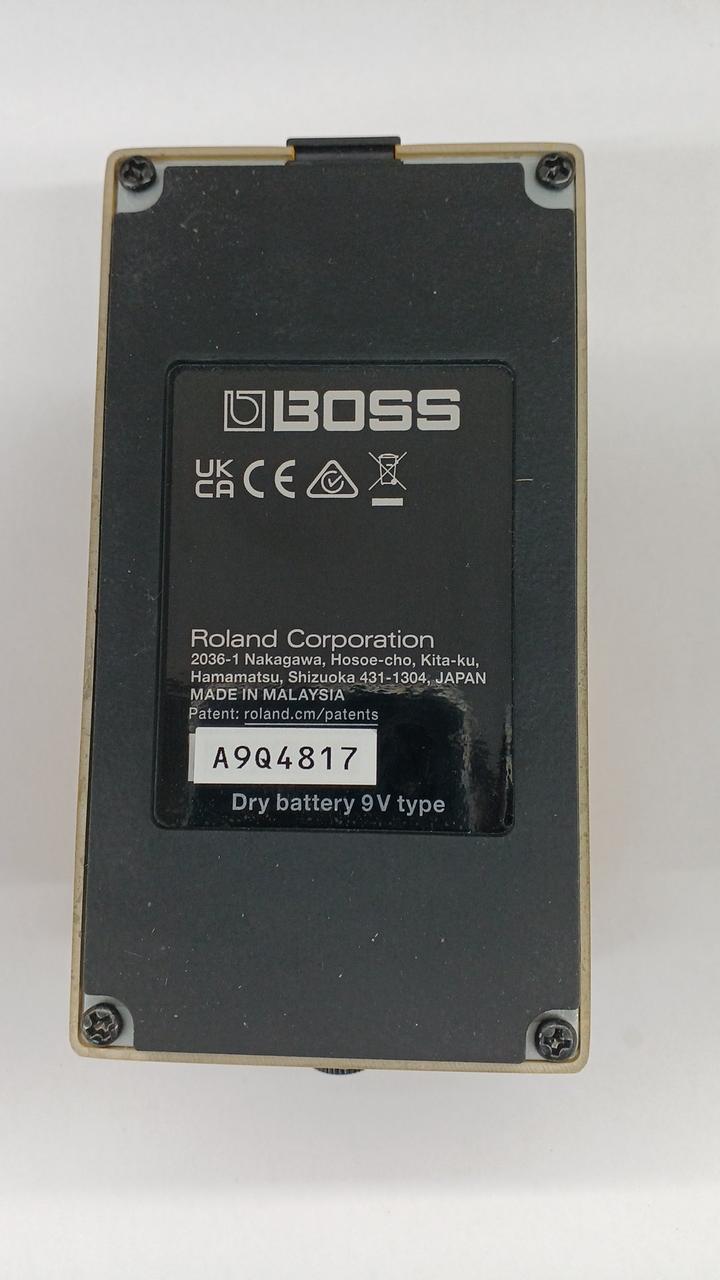 BOSS
UK
CA CE
Roland Corporation
2036-1 Nakagawa, Hosoe-cho, Kita-ku,
Hamamatsu, Shizuoka 431-1304, JAPAN
MADE IN MALAYSIA
Patent: roland.cm/patents
A9Q4817
Dry battery 9V type